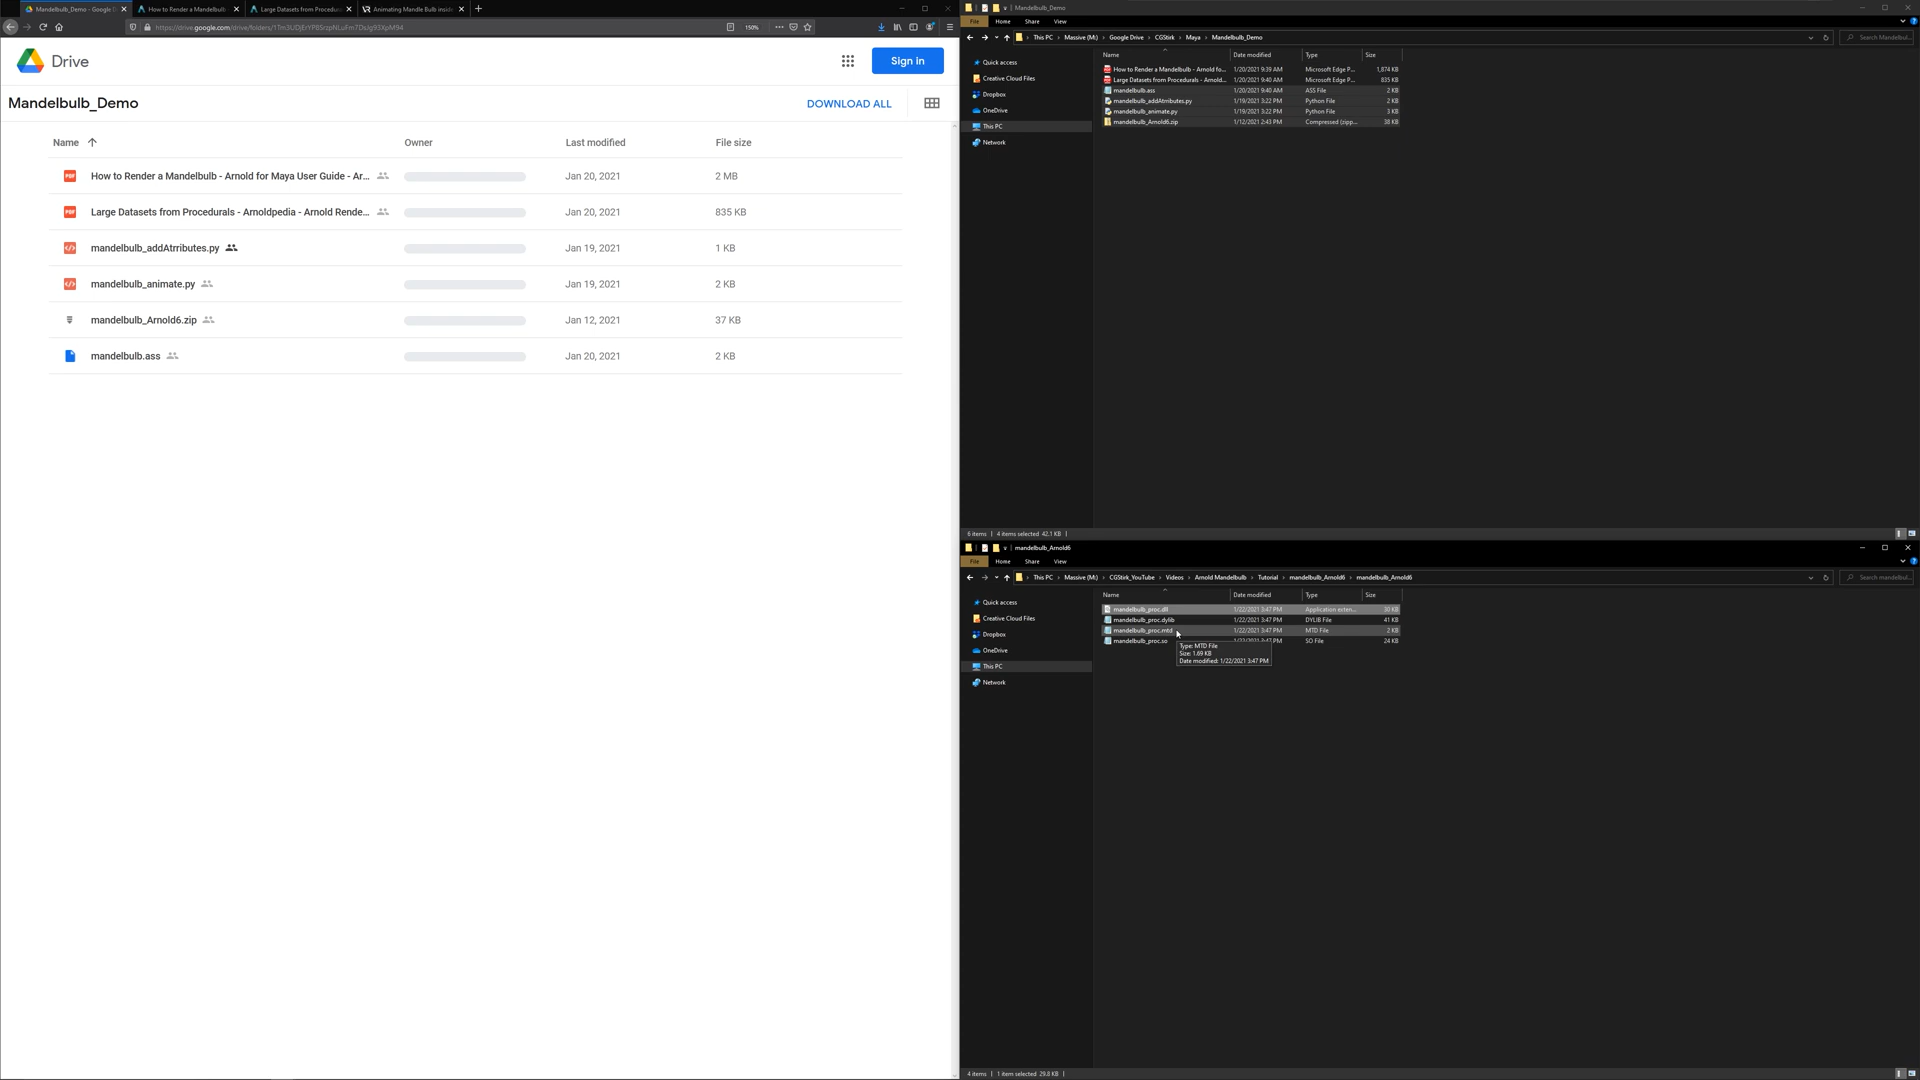 Mandelbulb_Demo - Google D
How to Render a Mandelbulb
Large Datasets from Procedura
Animating Mandle Bulb inside
150%
Drive
Sign in
Mandelbulb_Demo
DOWNLOAD ALL
Name Owner Last modified File size
How to Render a Mandelbulb - Arnold for Maya User Guide - Ar... Jan 20, 2021 2 MB
Large Datasets from Procedurals - Arnoldpedia - Arnold Rende... Jan 20, 2021 835 KB
mandelbulb_addAtrributes.py Jan 19, 2021 1 KB
mandelbulb_animate.py Jan 19, 2021 2 KB
mandelbulb_Arnold6.zip Jan 12, 2021 37 KB
mandelbulb.ass Jan 20, 2021 2 KB
Mandelbulb_Demo
File Home Share View
This PC > Massive (M:) > Google Drive > CGStirk > Maya > Mandelbulb_Demo
Search Mandelbul...
Name Date modified Type Size
Quick access
Creative Cloud Files
Dropbox
OneDrive
This PC
Network
How to Render a Mandelbulb - Arnold fo... 1/20/2021 9:39 AM Microsoft Edge P... 1,874 KB
Large Datasets from Procedurals - Arnold... 1/20/2021 9:40 AM Microsoft Edge P... 835 KB
mandelbulb.ass 1/20/2021 9:40 AM ASS File 2 KB
mandelbulb_addAtrributes.py 1/19/2021 3:22 PM Python File 2 KB
mandelbulb_animate.py 1/19/2021 3:22 PM Python File 3 KB
mandelbulb_Arnold6.zip 1/12/2021 2:43 PM Compressed (zipp... 38 KB
6 items 4 items selected 42.1 KB
mandelbulb_Arnold6
File Home Share View
This PC > Massive (M:) > CGStirk_YouTube > Videos > Arnold Mandelbulb > Tutorial > mandelbulb_Arnold6 > mandelbulb_Arnold6
Search mandelbul...
Name Date modified Type Size
Quick access
Creative Cloud Files
Dropbox
OneDrive
This PC
Network
mandelbulb_proc.dll 1/22/2021 3:47 PM Application exten... 30 KB
mandelbulb_proc.dylib 1/22/2021 3:47 PM DYLIB File 41 KB
mandelbulb_proc.mtd 1/22/2021 3:47 PM MTD File 2 KB
mandelbulb_proc.so 1/22/2021 3:47 PM SO File 24 KB
Type: MTD File
Size: 1.69 KB
Date modified: 1/22/2021 3:47 PM
4 items 1 item selected 29.8 KB